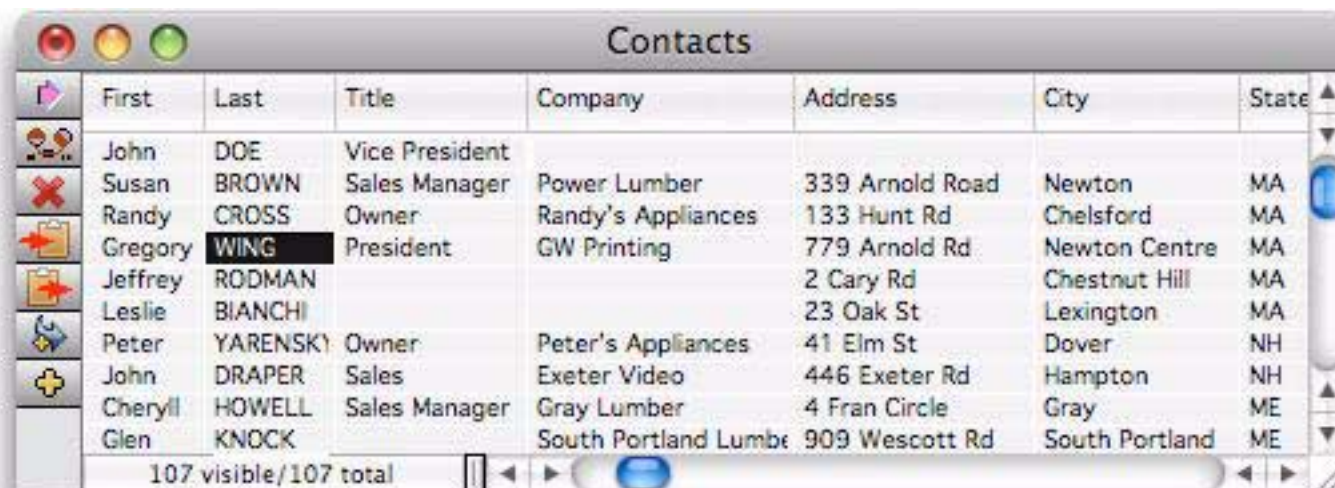 Contacts
First Last Title Company Address City State
John DOE Vice President
Susan BROWN Sales Manager Power Lumber 339 Arnold Road Newton MA
Randy CROSS Owner Randy's Appliances 133 Hunt Rd Chelsford MA
Gregory WING President GW Printing 779 Arnold Rd Newton Centre MA
Jeffrey RODMAN 2 Cary Rd Chestnut Hill MA
Leslie BIANCHI 23 Oak St Lexington MA
Peter YARENSKY Owner Peter's Appliances 41 Elm St Dover NH
John DRAPER Sales Exeter Video 446 Exeter Rd Hampton NH
Cheryll HOWELL Sales Manager Gray Lumber 4 Fran Circle Gray ME
Glen KNOCK South Portland Lumbe 909 Wescott Rd South Portland ME
107 visible/107 total